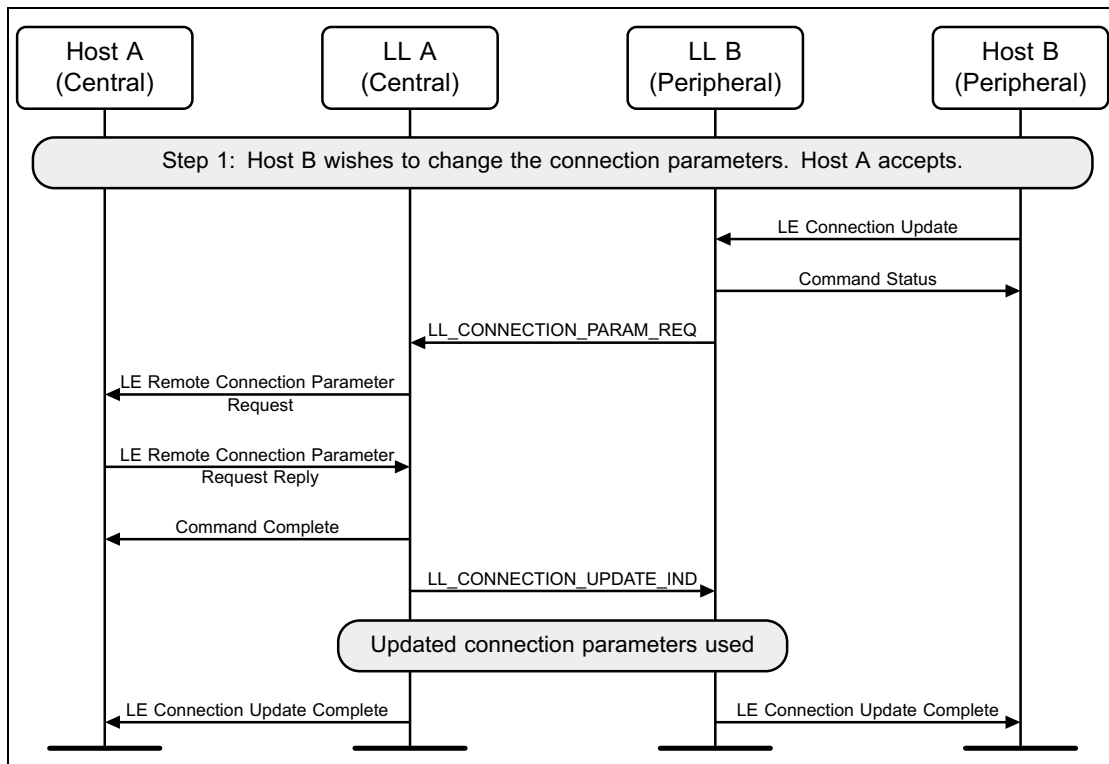 Host A
(Central)
LL A
(Central)
LL B
(Peripheral)
Host B
(Peripheral)
Step 1: Host B wishes to change the connection parameters. Host A accepts.
LE Connection Update
Command Status
LL_CONNECTION_PARAM_REQ
LE Remote Connection Parameter
Request
LE Remote Connection Parameter
Request Reply
Command Complete
LL_CONNECTION_UPDATE_IND
Updated connection parameters used
LE Connection Update Complete
LE Connection Update Complete